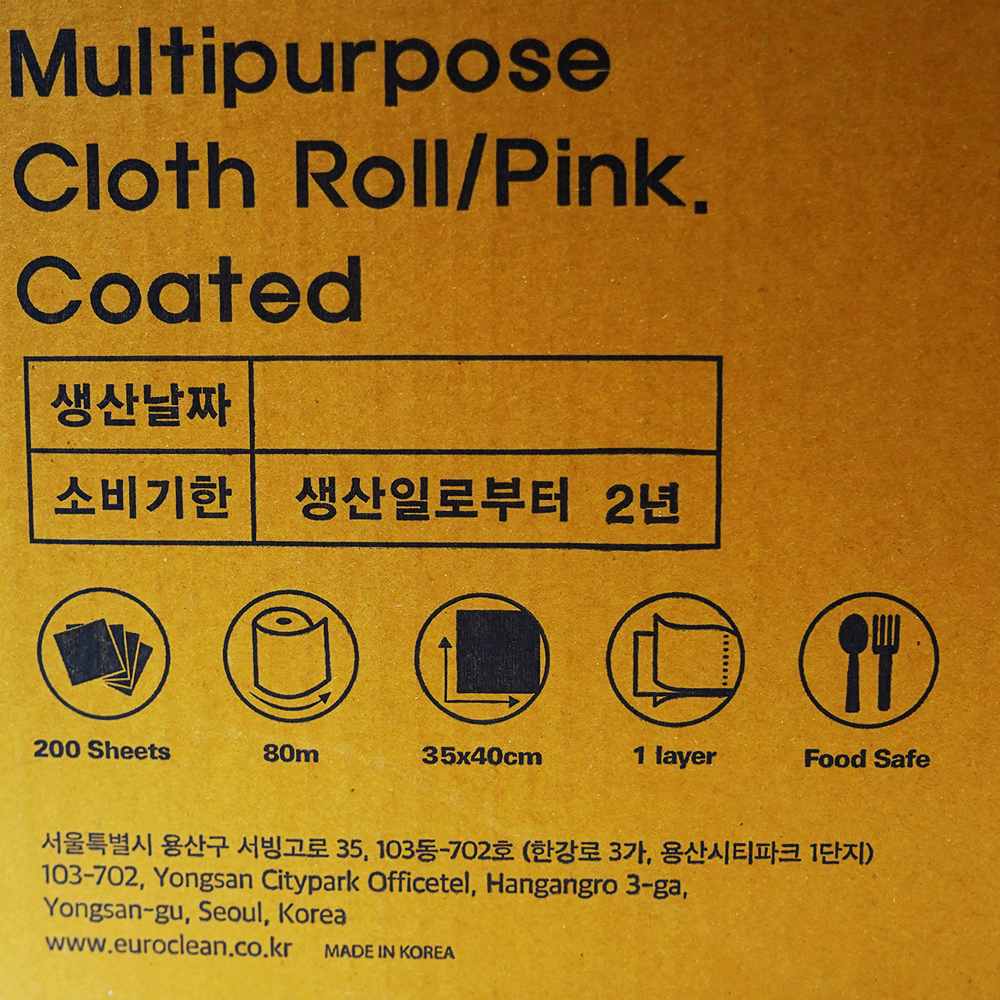 Multipurpose
Cloth Roll/Pink.
Coated
생산날짜
소비기한 생산일로부터 2년
200 Sheets 80m 35x40cm 1 layer Food Safe
서울특별시 용산구 서빙고로 35, 103동-702호 (한강로 3가, 용산시티파크 1단지)
103-702, Yongsan Citypark Officetel, Hangangro 3-ga,
Yongsan-gu, Seoul, Korea
www.euroclean.co.kr MADE IN KOREA